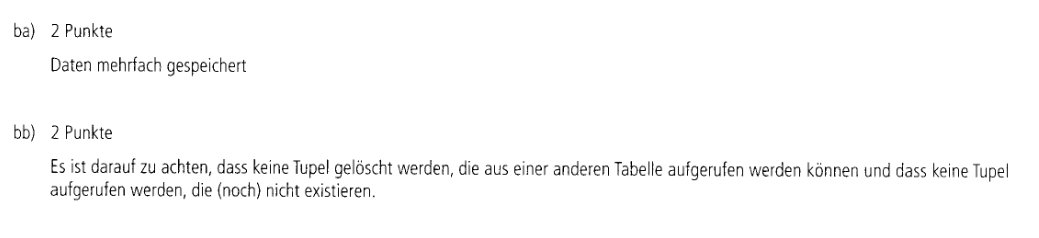 ba) 2 Punkte
Daten mehrfach gespeichert
bb) 2 Punkte
Es ist darauf zu achten, dass keine Tupel gelöscht werden, die aus einer anderen Tabelle aufgerufen werden können und dass keine Tupel
aufgerufen werden, die (noch) nicht existieren.